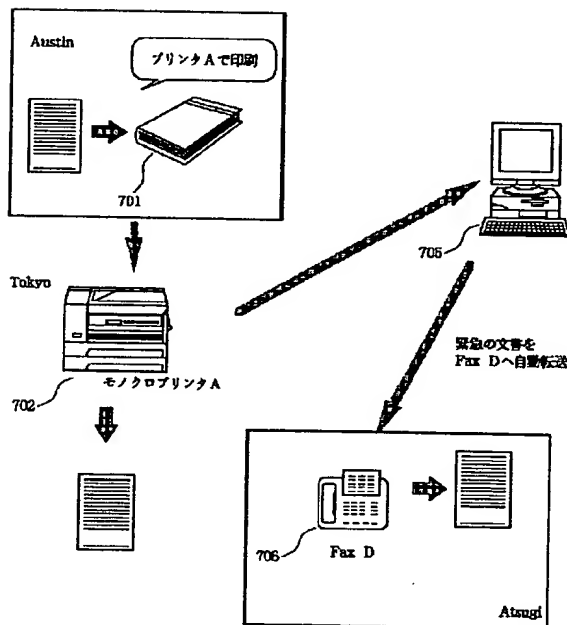 Austin
プリンタAで印刷
701
705
Tokyo
モノクロプリンタA
702
緊急の文書を
Fax Dへ自動転送
706
Fax D
Atsugi